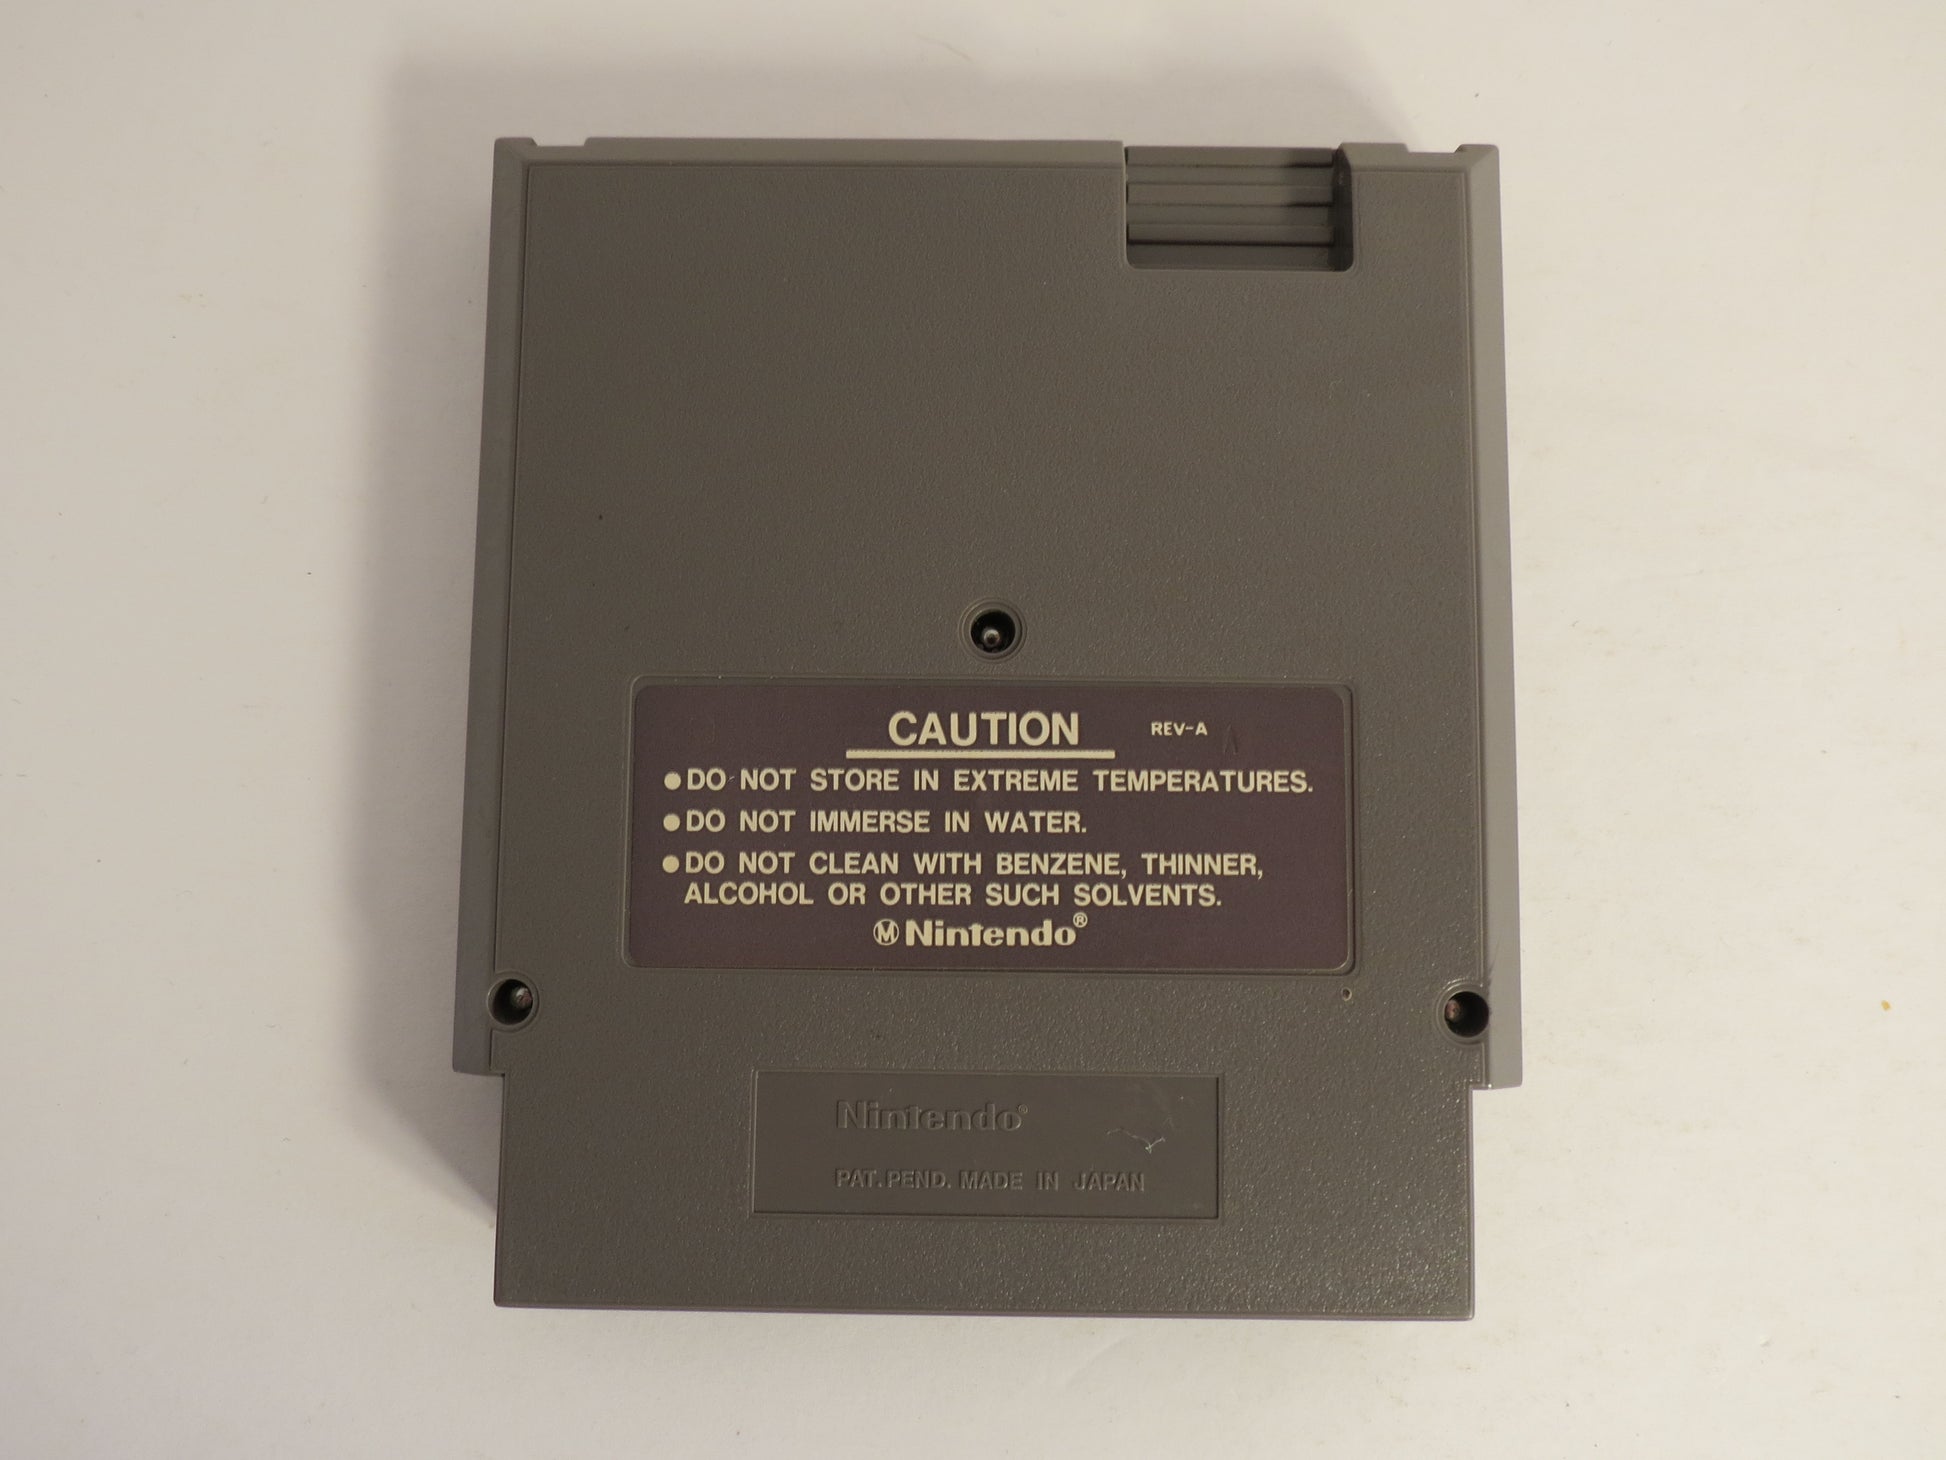 CAUTION REV-A A
●DO NOT STORE IN EXTREME TEMPERATURES.
●DO NOT IMMERSE IN WATER.
●DO NOT CLEAN WITH BENZENE, THINNER,
ALCOHOL OR OTHER SUCH SOLVENTS.
Ⓜ Nintendo®
Nintendo®
PAT. PEND. MADE IN JAPAN